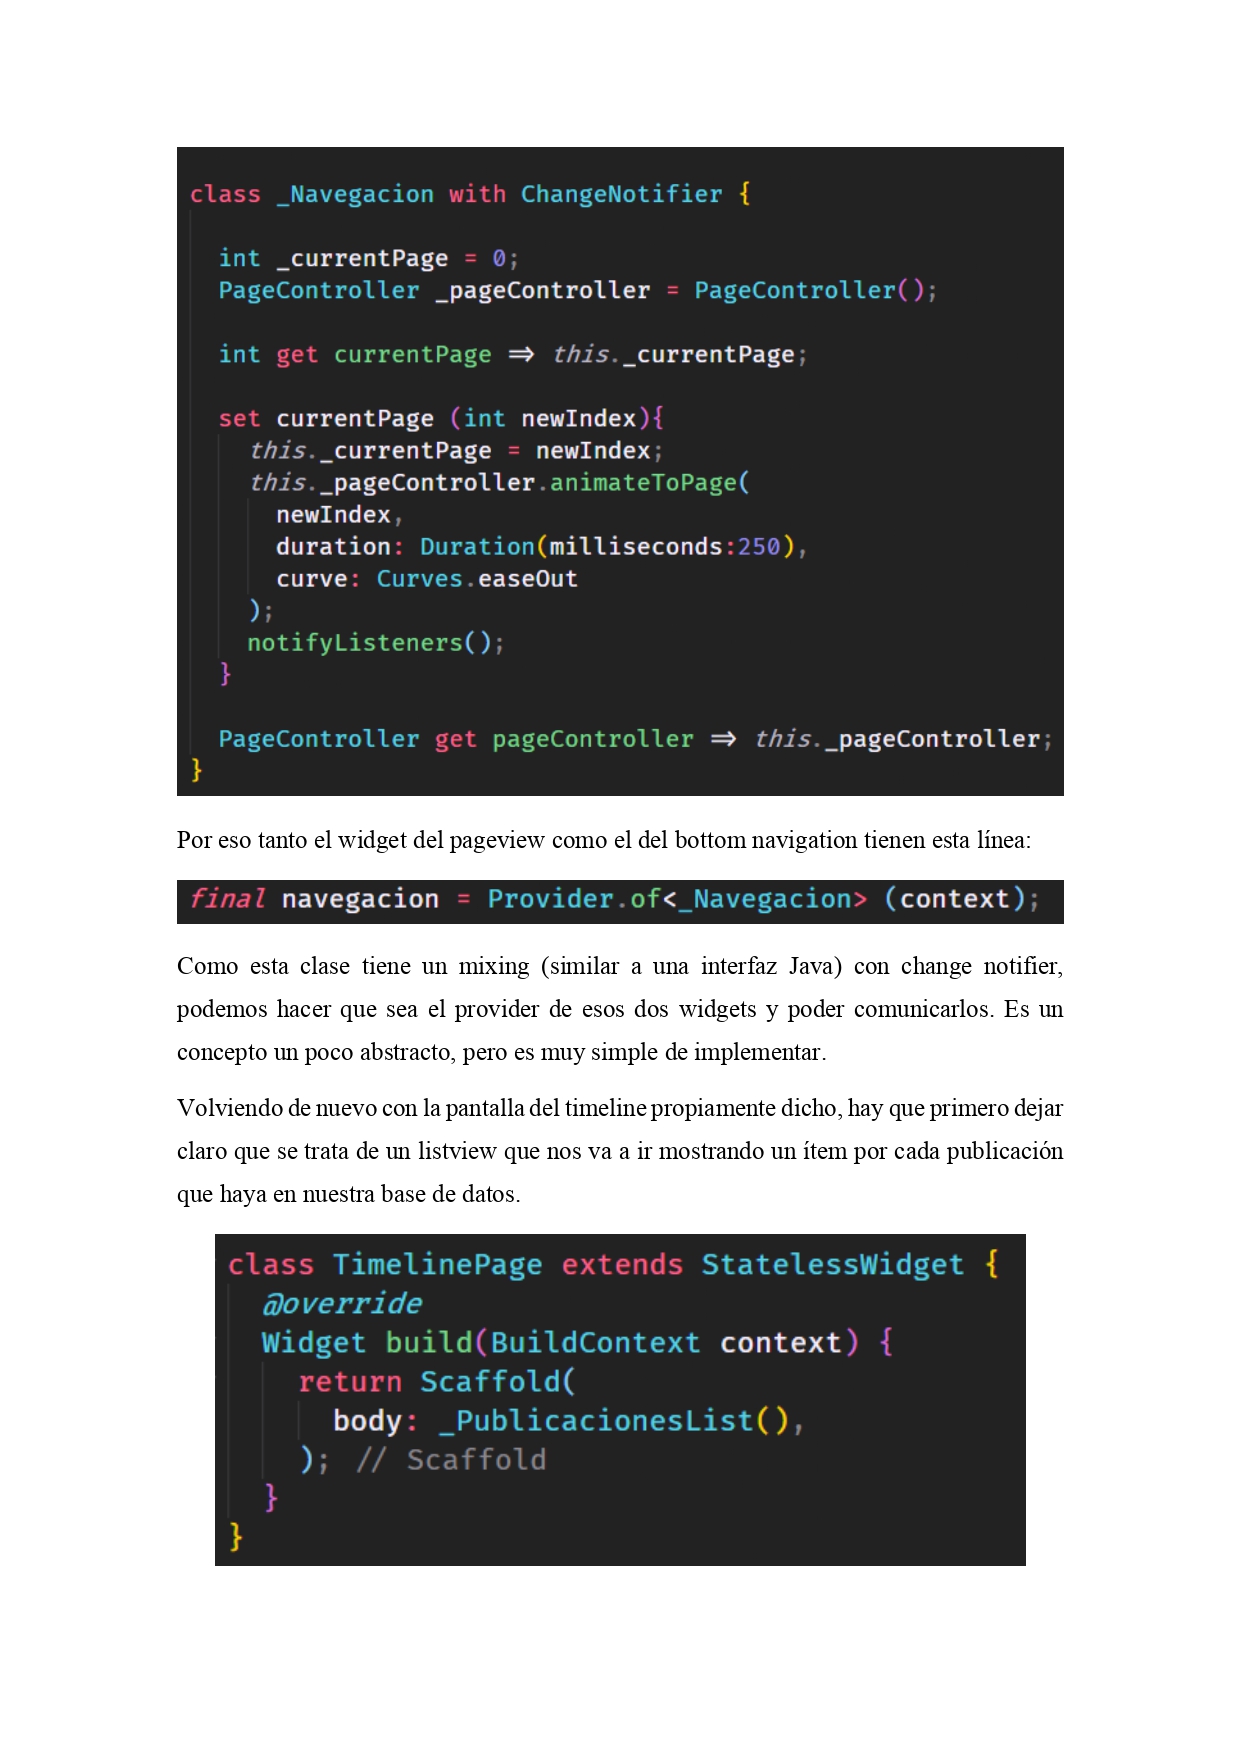 class _Navegacion with ChangeNotifier {
int _currentPage = 0;
PageController _pageController = PageController();
int get currentPage => this._currentPage;
set currentPage (int newIndex){
this._currentPage = newIndex;
this._pageController.animateToPage(
newIndex,
duration: Duration(milliseconds:250),
curve: Curves.easeOut
);
notifyListeners();
}
PageController get pageController => this._pageController;
}
Por eso tanto el widget del pageview como el del bottom navigation tienen esta línea:
final navegacion = Provider.of<_Navegacion> (context);
Como esta clase tiene un mixing (similar a una interfaz Java) con change notifier,
podemos hacer que sea el provider de esos dos widgets y poder comunicarlos. Es un
concepto un poco abstracto, pero es muy simple de implementar.
Volviendo de nuevo con la pantalla del timeline propiamente dicho, hay que primero dejar
claro que se trata de un listview que nos va a ir mostrando un ítem por cada publicación
que haya en nuestra base de datos.
class TimelinePage extends StatelessWidget {
@override
Widget build(BuildContext context) {
return Scaffold(
body: _PublicacionesList(),
); // Scaffold
}
}